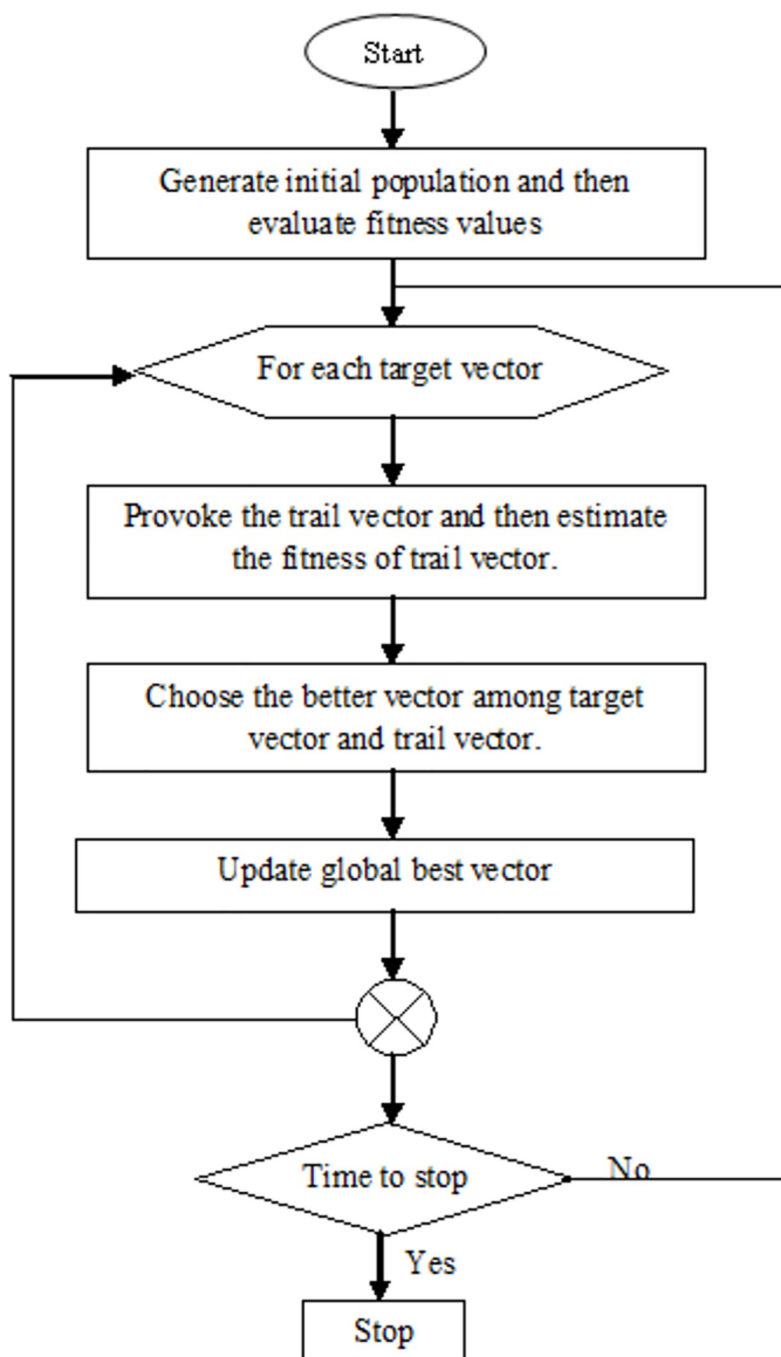 Start
Generate initial population and then
evaluate fitness values
For each target vector
Provoke the trail vector and then estimate
the fitness of trail vector.
Choose the better vector among target
vector and trail vector.
Update global best vector
Time to stop
No
Yes
Stop